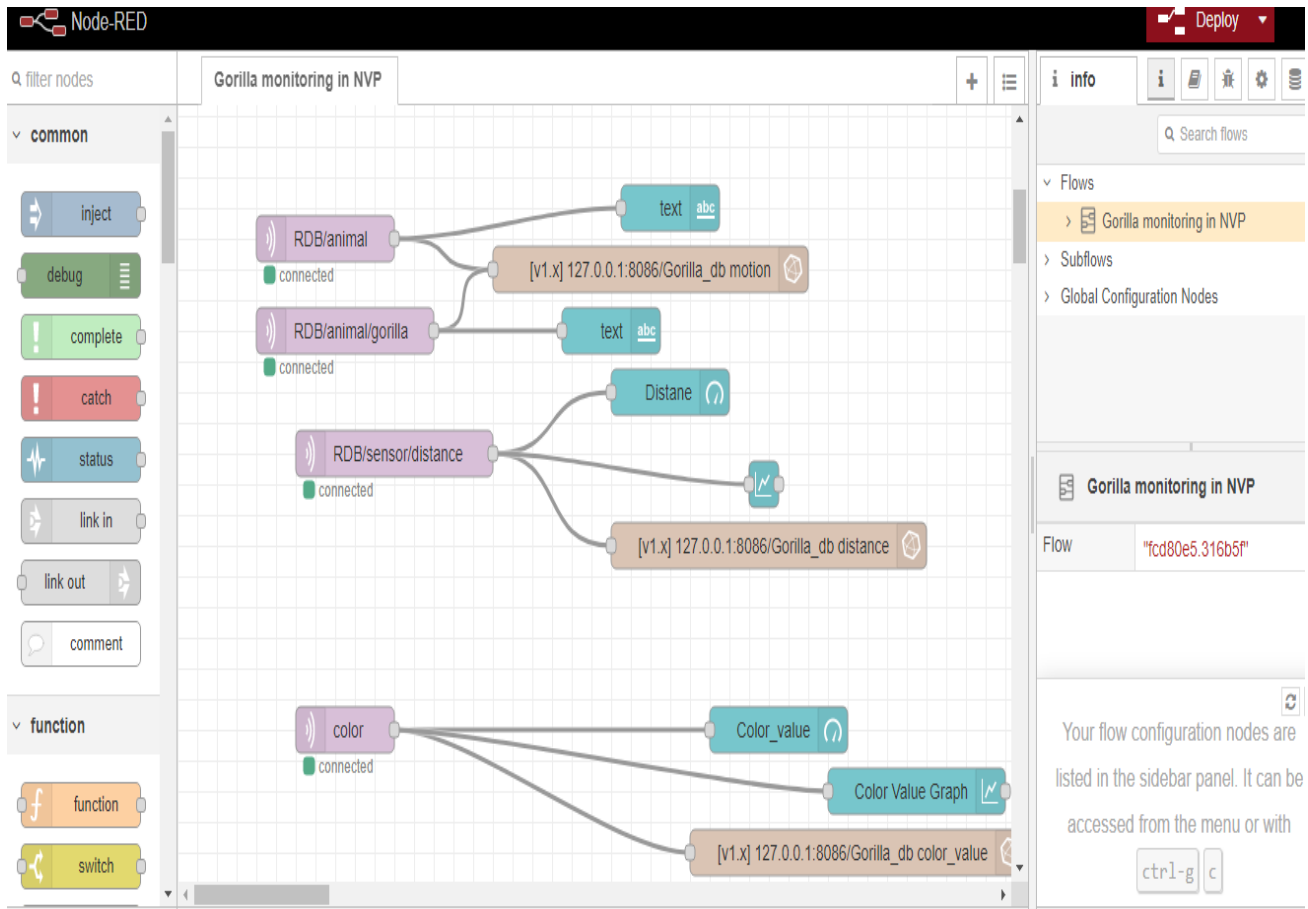 Node-RED
Deploy
filter nodes
Gorilla monitoring in NVP
i info
i
Search flows
common
inject
debug
complete
catch
status
link in
link out
comment
function
function
switch
RDB/animal
connected
text abc
[v1.x] 127.0.0.1:8086/Gorilla_db motion
RDB/animal/gorilla
connected
text abc
Distane
RDB/sensor/distance
connected
[v1.x] 127.0.0.1:8086/Gorilla_db distance
color
connected
Color_value
Color Value Graph
[v1.x] 127.0.0.1:8086/Gorilla_db color_value
Flows
Gorilla monitoring in NVP
Subflows
Global Configuration Nodes
Gorilla monitoring in NVP
Flow "fcd80e5.316b5f"
Your flow configuration nodes are
listed in the sidebar panel. It can be
accessed from the menu or with
ctrl-g c